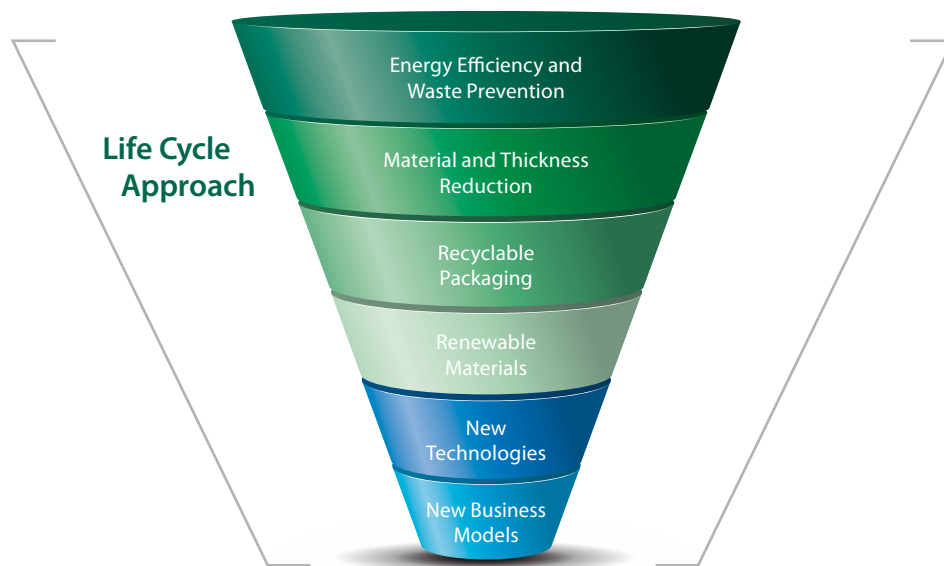 Energy Efficiency and
Waste Prevention
Life Cycle
Approach
Material and Thickness
Reduction
Recyclable
Packaging
Renewable
Materials
New
Technologies
New Business
Models